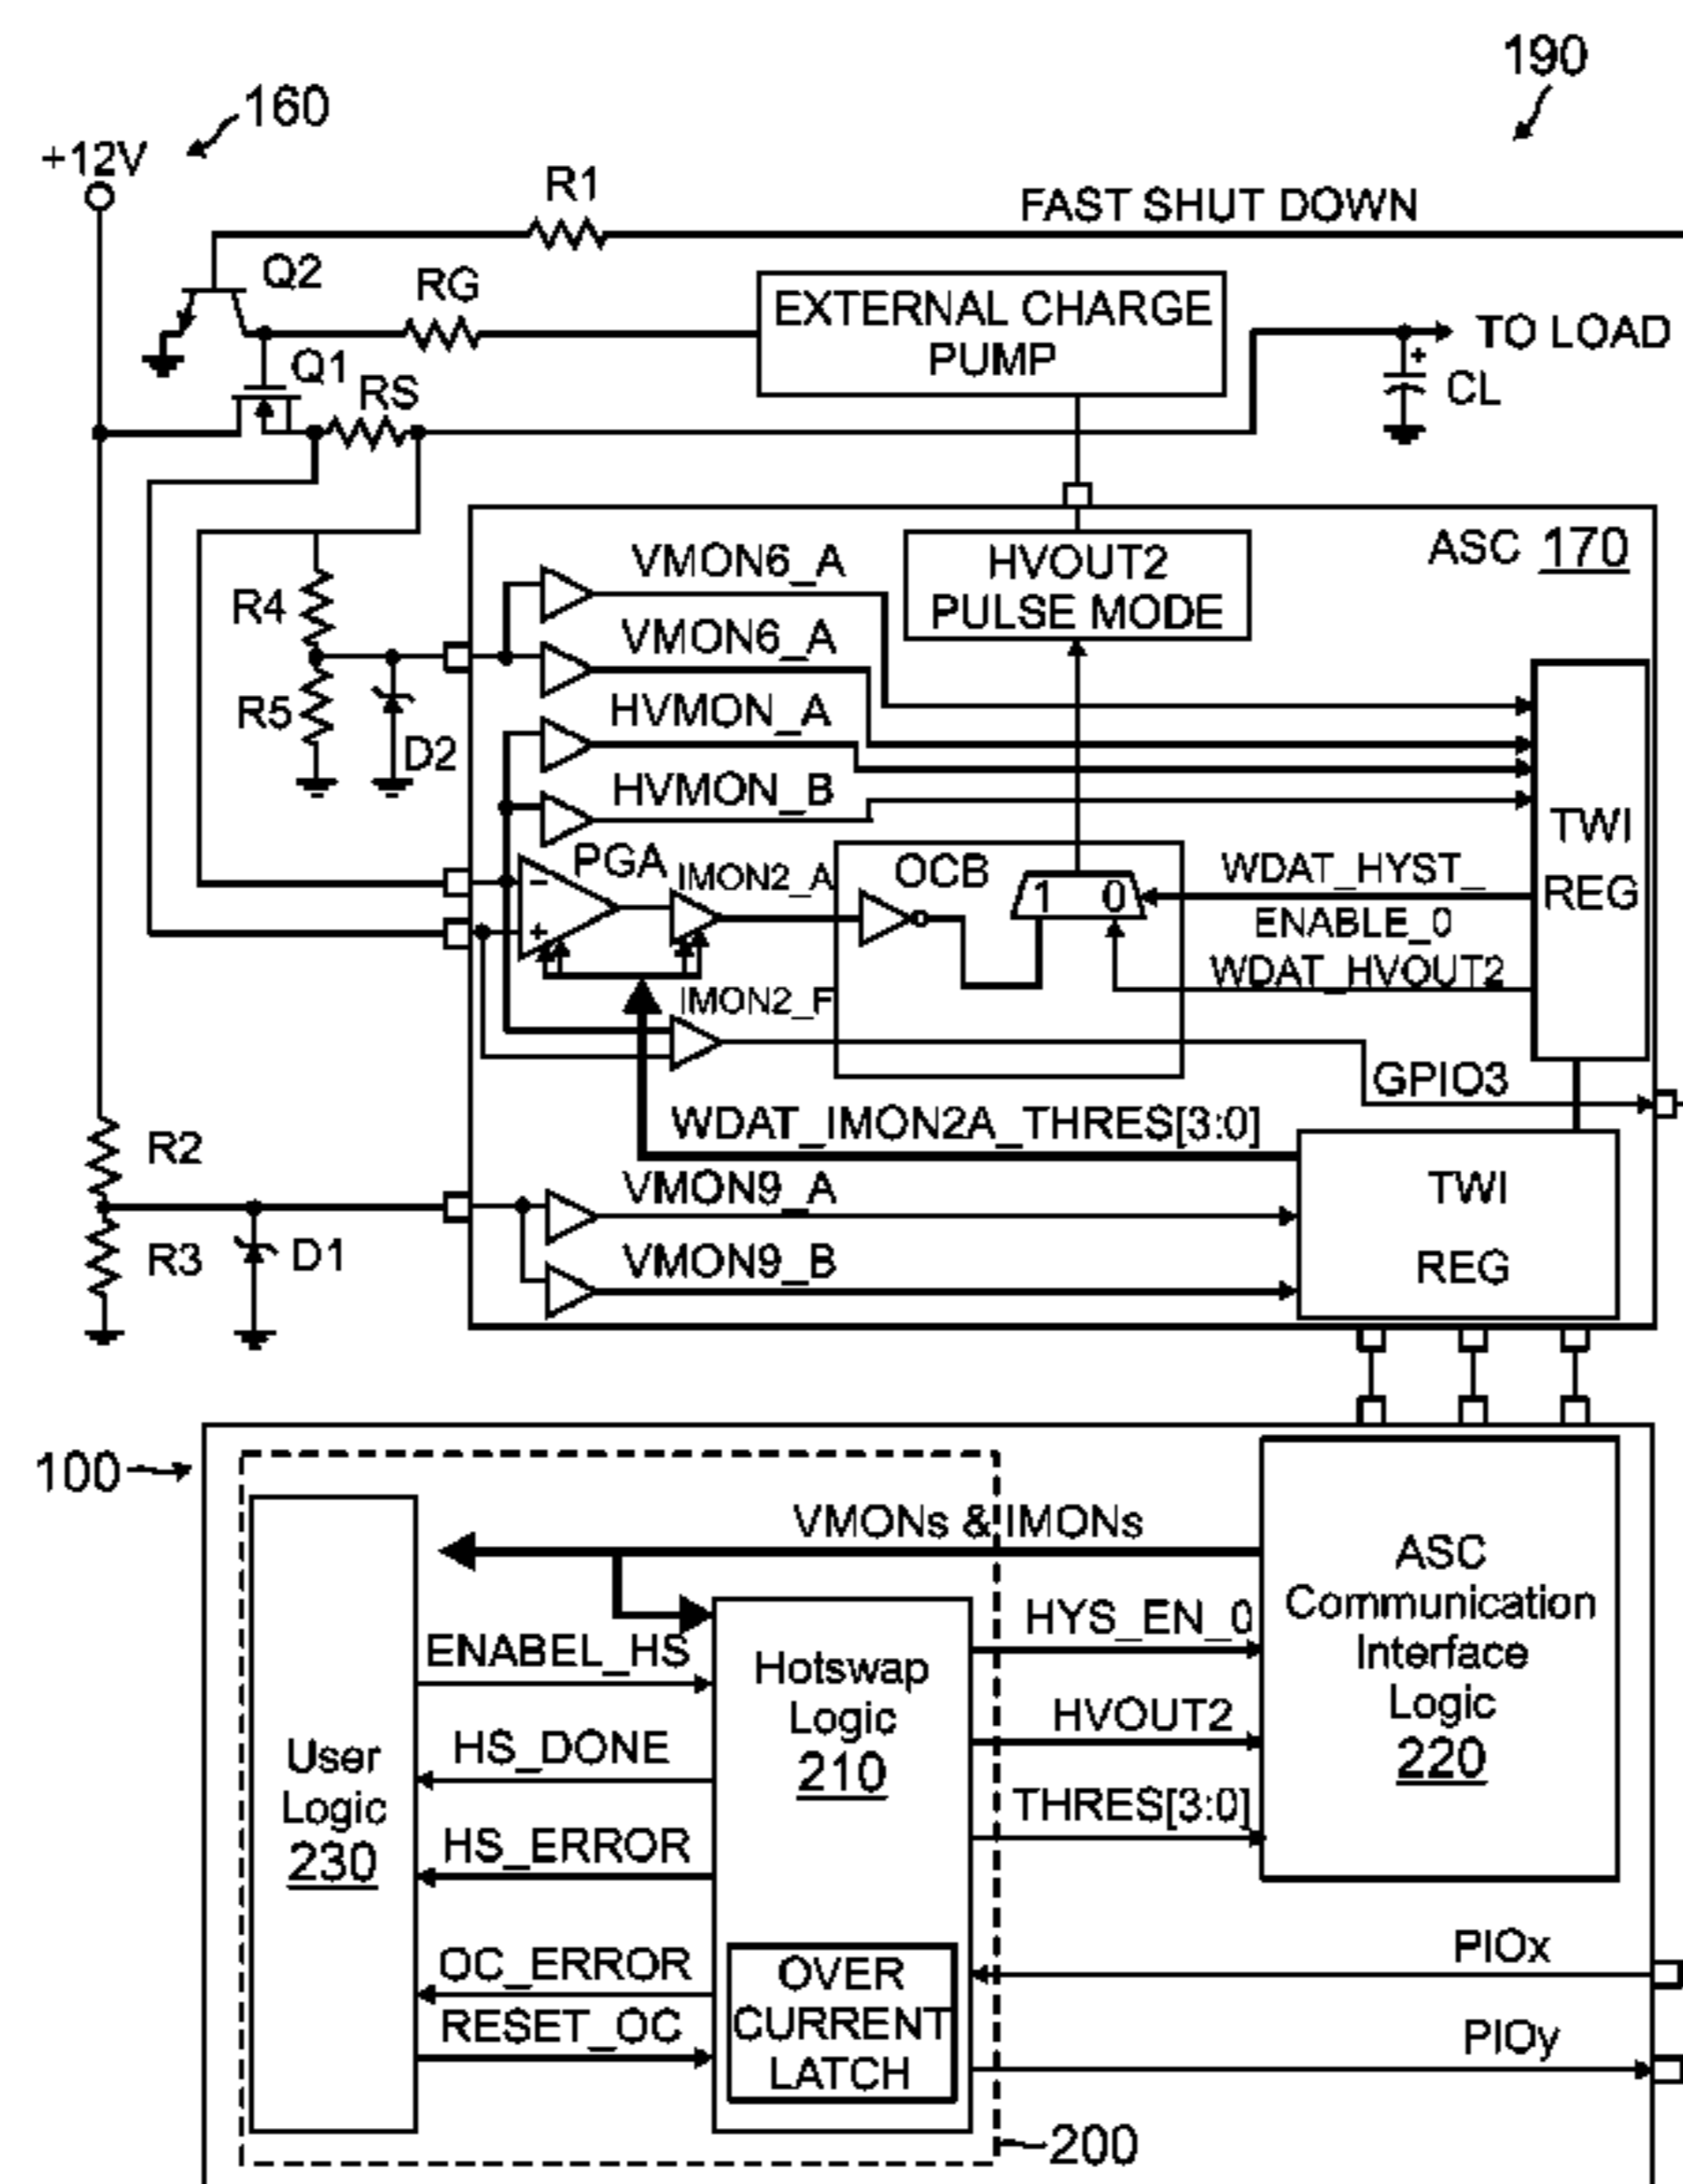 190
160
+12V
R1
FAST SHUT DOWN
Q2
RG
EXTERNAL CHARGE
PUMP
TO LOAD
Q1
RS
+
CL
ASC 170
HVOUT2
PULSE MODE
VMON6_A
R4
VMON6_A
R5
HVMON_A
D2
HVMON_B
TWI
REG
PGA
IMON2_A
OCB
1 0
WDAT_HYST_
ENABLE_0
-
+
WDAT_HVOUT2
IMON2_F
GPIO3
WDAT_IMON2A_THRES[3:0]
R2
VMON9_A
TWI
REG
R3
D1
VMON9_B
100
VMONs & IMONs
ASC
Communication
Interface
Logic
220
HYS_EN_0
ENABEL_HS
Hotswap
Logic
210
HVOUT2
User
Logic
230
HS_DONE
THRES[3:0]
HS_ERROR
OC_ERROR
OVER
CURRENT
LATCH
PIOx
RESET_OC
PIOy
200